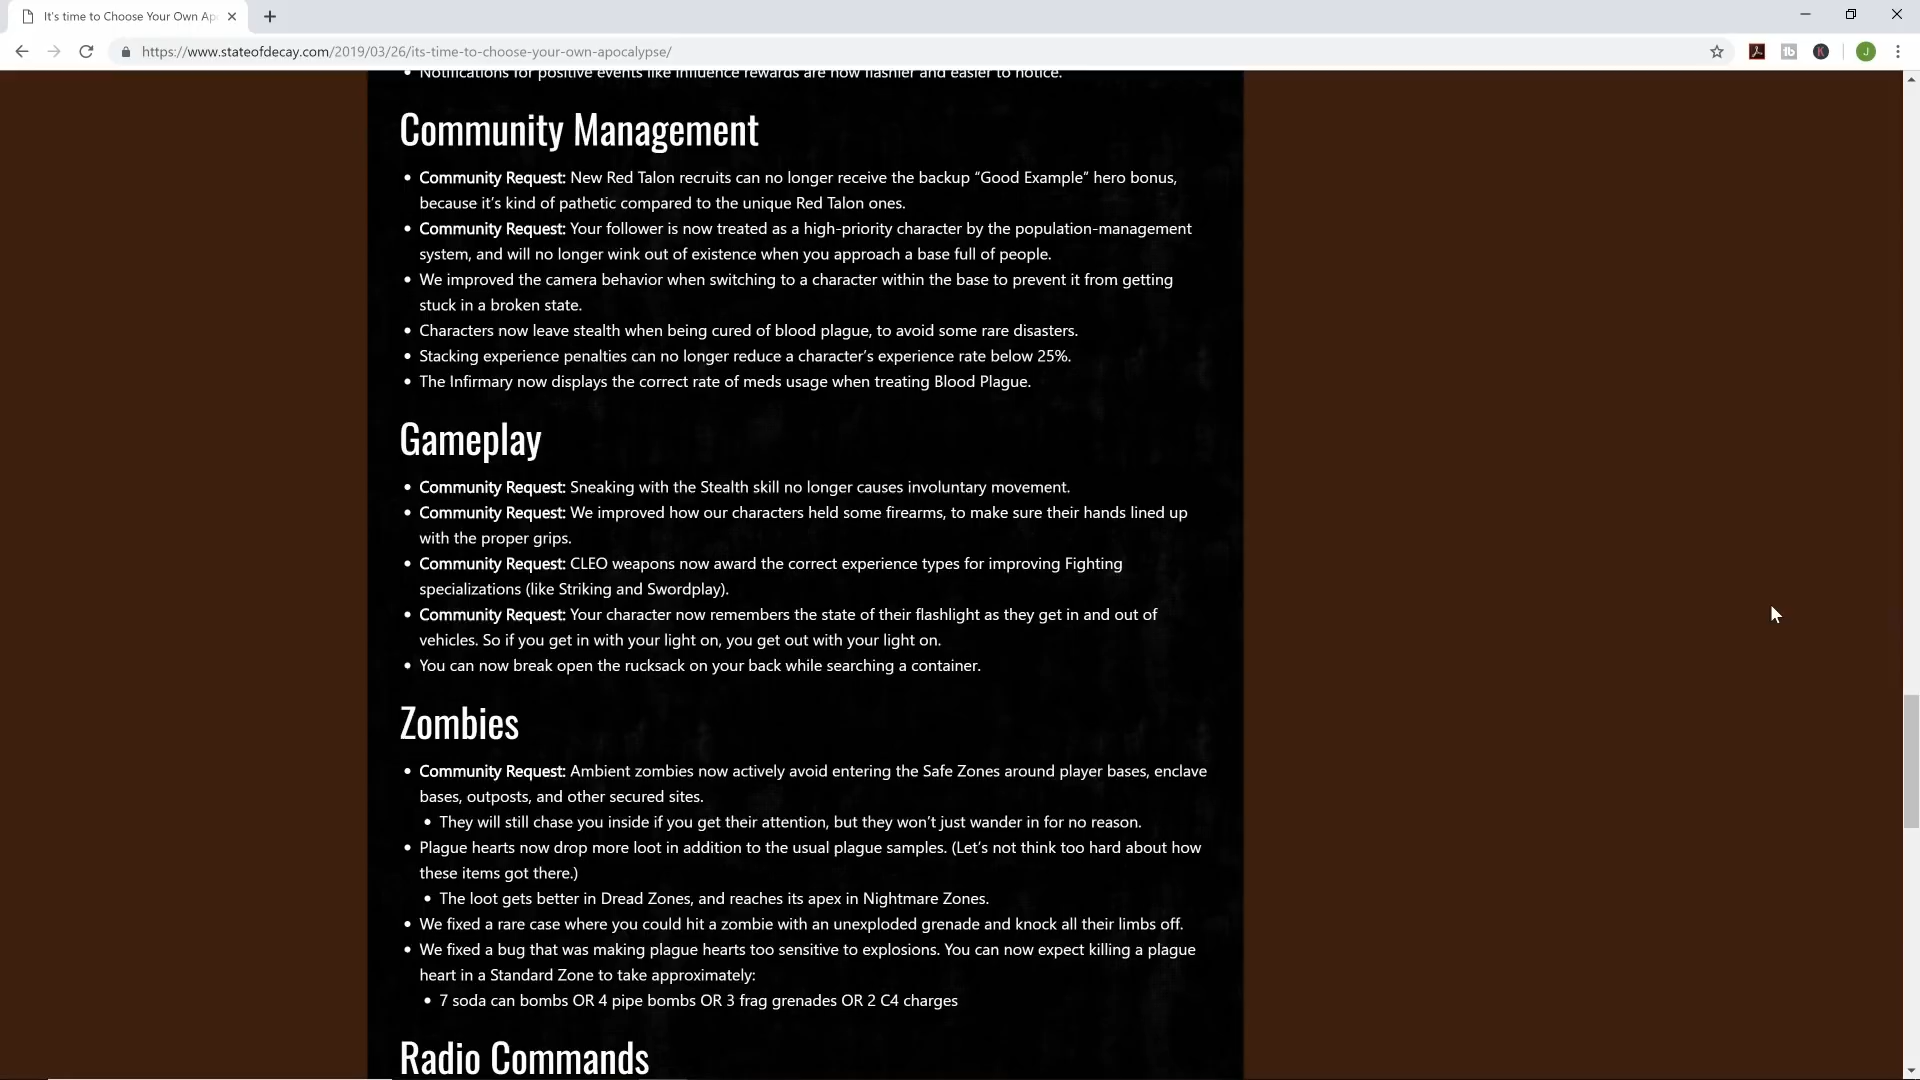 It's time to Choose Your Own Ap
https://www.stateofdecay.com/2019/03/26/its-time-to-choose-your-own-apocalypse/
J
• Notifications for positive events like influence rewards are now flashier and easier to notice.
Community Management
• Community Request: New Red Talon recruits can no longer receive the backup “Good Example” hero bonus,
because it’s kind of pathetic compared to the unique Red Talon ones.
• Community Request: Your follower is now treated as a high-priority character by the population-management
system, and will no longer wink out of existence when you approach a base full of people.
• We improved the camera behavior when switching to a character within the base to prevent it from getting
stuck in a broken state.
• Characters now leave stealth when being cured of blood plague, to avoid some rare disasters.
• Stacking experience penalties can no longer reduce a character’s experience rate below 25%.
• The Infirmary now displays the correct rate of meds usage when treating Blood Plague.
Gameplay
• Community Request: Sneaking with the Stealth skill no longer causes involuntary movement.
• Community Request: We improved how our characters held some firearms, to make sure their hands lined up
with the proper grips.
• Community Request: CLEO weapons now award the correct experience types for improving Fighting
specializations (like Striking and Swordplay).
• Community Request: Your character now remembers the state of their flashlight as they get in and out of
vehicles. So if you get in with your light on, you get out with your light on.
• You can now break open the rucksack on your back while searching a container.
Zombies
• Community Request: Ambient zombies now actively avoid entering the Safe Zones around player bases, enclave
bases, outposts, and other secured sites.
• They will still chase you inside if you get their attention, but they won’t just wander in for no reason.
• Plague hearts now drop more loot in addition to the usual plague samples. (Let’s not think too hard about how
these items got there.)
• The loot gets better in Dread Zones, and reaches its apex in Nightmare Zones.
• We fixed a rare case where you could hit a zombie with an unexploded grenade and knock all their limbs off.
• We fixed a bug that was making plague hearts too sensitive to explosions. You can now expect killing a plague
heart in a Standard Zone to take approximately:
• 7 soda can bombs OR 4 pipe bombs OR 3 frag grenades OR 2 C4 charges
Radio Commands